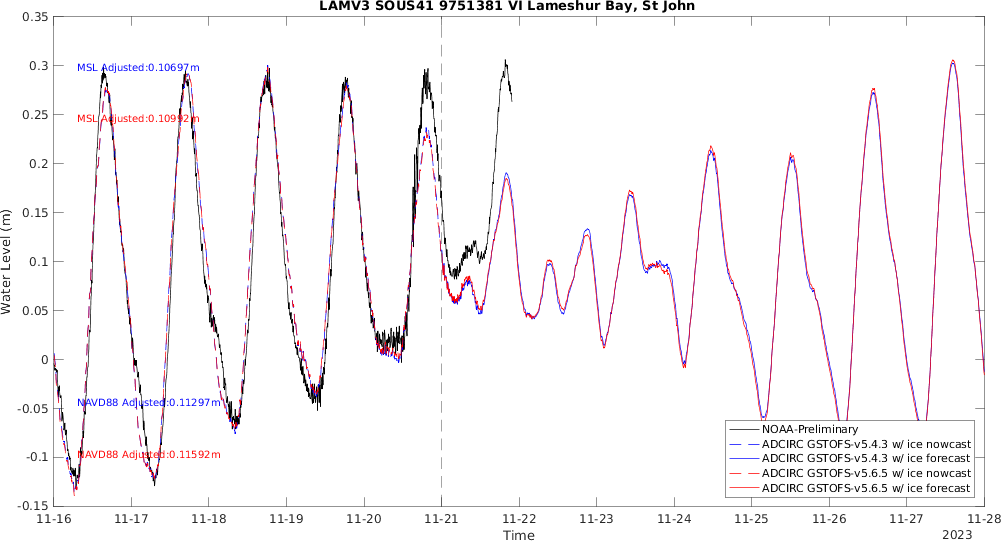 LAMV3 SOUS41 9751381 VI Lameshur Bay, St John
0.35
0.3
0.25
0.2
0.15
0.1
0.05
0
-0.05
-0.1
-0.15
Water Level (m)
MSL Adjusted:0.10697m
MSL Adjusted:0.10992m
NAVD88 Adjusted:0.11297m
NAVD88 Adjusted:0.11592m
NOAA-Preliminary
ADCIRC GSTOFS-v5.4.3 w/ ice nowcast
ADCIRC GSTOFS-v5.4.3 w/ ice forecast
ADCIRC GSTOFS-v5.6.5 w/ ice nowcast
ADCIRC GSTOFS-v5.6.5 w/ ice forecast
11-16 11-17 11-18 11-19 11-20 11-21 11-22 11-23 11-24 11-25 11-26 11-27 11-28
Time
2023